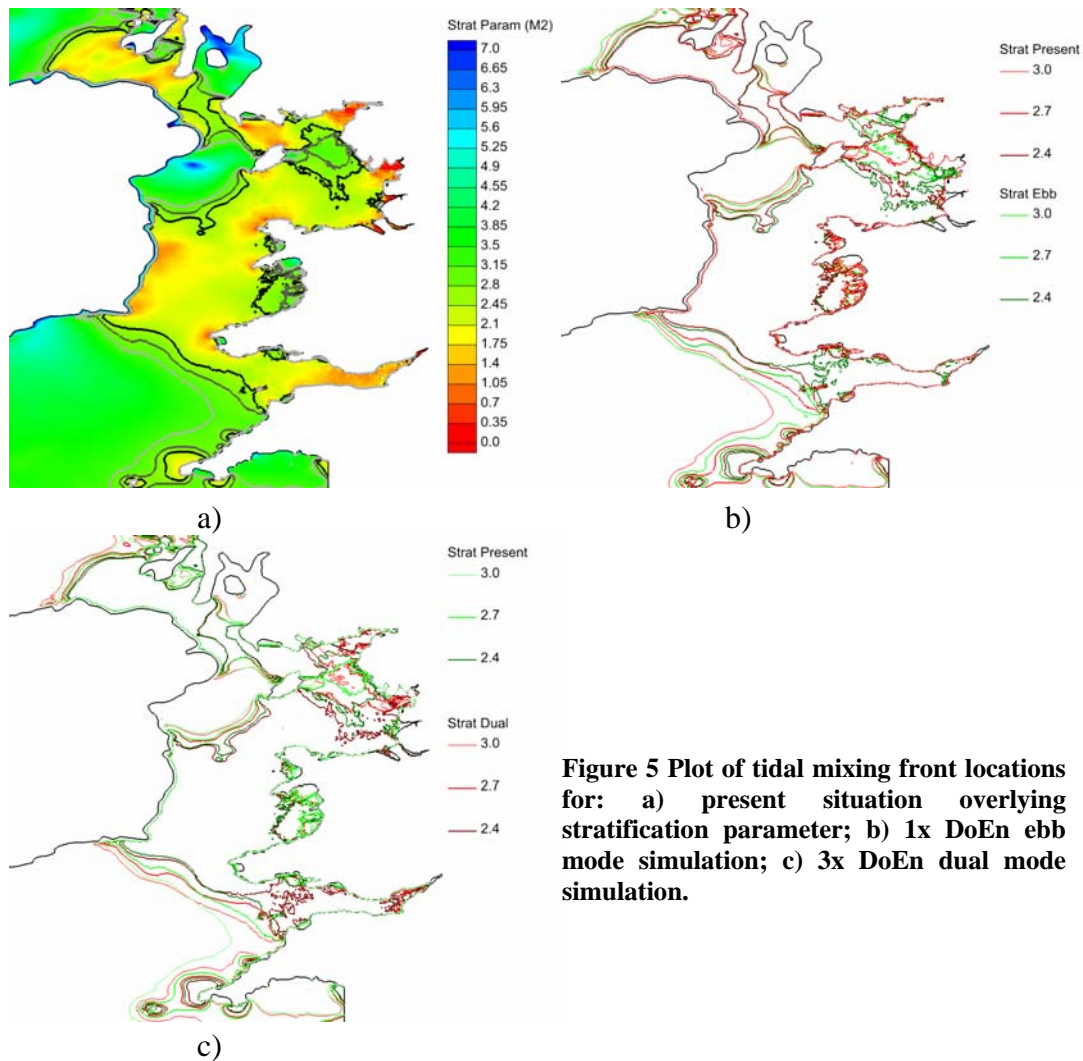 Strat Param (M2)
7.0
6.65
6.3
5.95
5.6
5.25
4.9
4.55
4.2
3.85
3.5
3.15
2.8
2.45
2.1
1.75
1.4
1.05
0.7
0.35
0.0
a)
Strat Present
3.0
2.7
2.4
Strat Ebb
3.0
2.7
2.4
b)
Strat Present
3.0
2.7
2.4
Strat Dual
3.0
2.7
2.4
c)
Figure 5 Plot of tidal mixing front locations
for: a) present situation overlying
stratification parameter; b) 1x DoEn ebb
mode simulation; c) 3x DoEn dual mode
simulation.